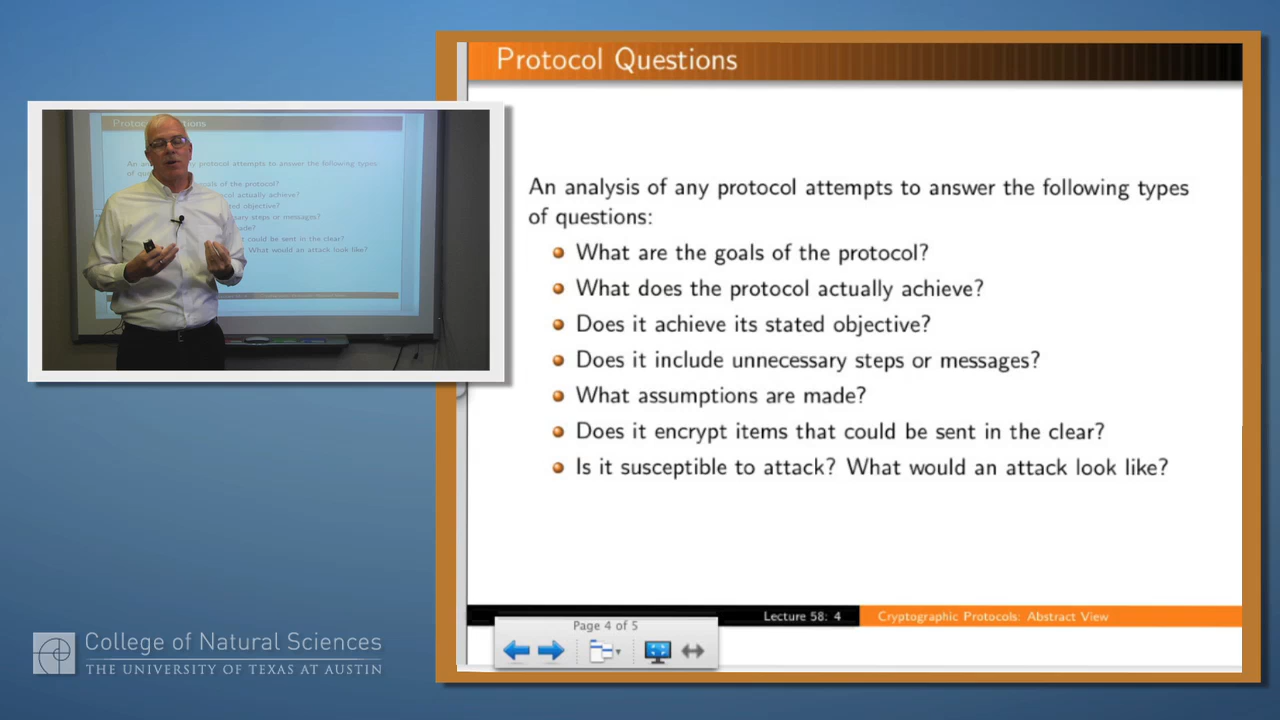 Protocol Questions
An analysis of any protocol attempts to answer the following types
of questions:
What are the goals of the protocol?
What does the protocol actually achieve?
Does it achieve its stated objective?
Does it include unnecessary steps or messages?
What assumptions are made?
Does it encrypt items that could be sent in the clear?
Is it susceptible to attack? What would an attack look like?
Lecture 58: 4
Cryptographic Protocols: Abstract View
Page 4 of 5
College of Natural Sciences
THE UNIVERSITY OF TEXAS AT AUSTIN